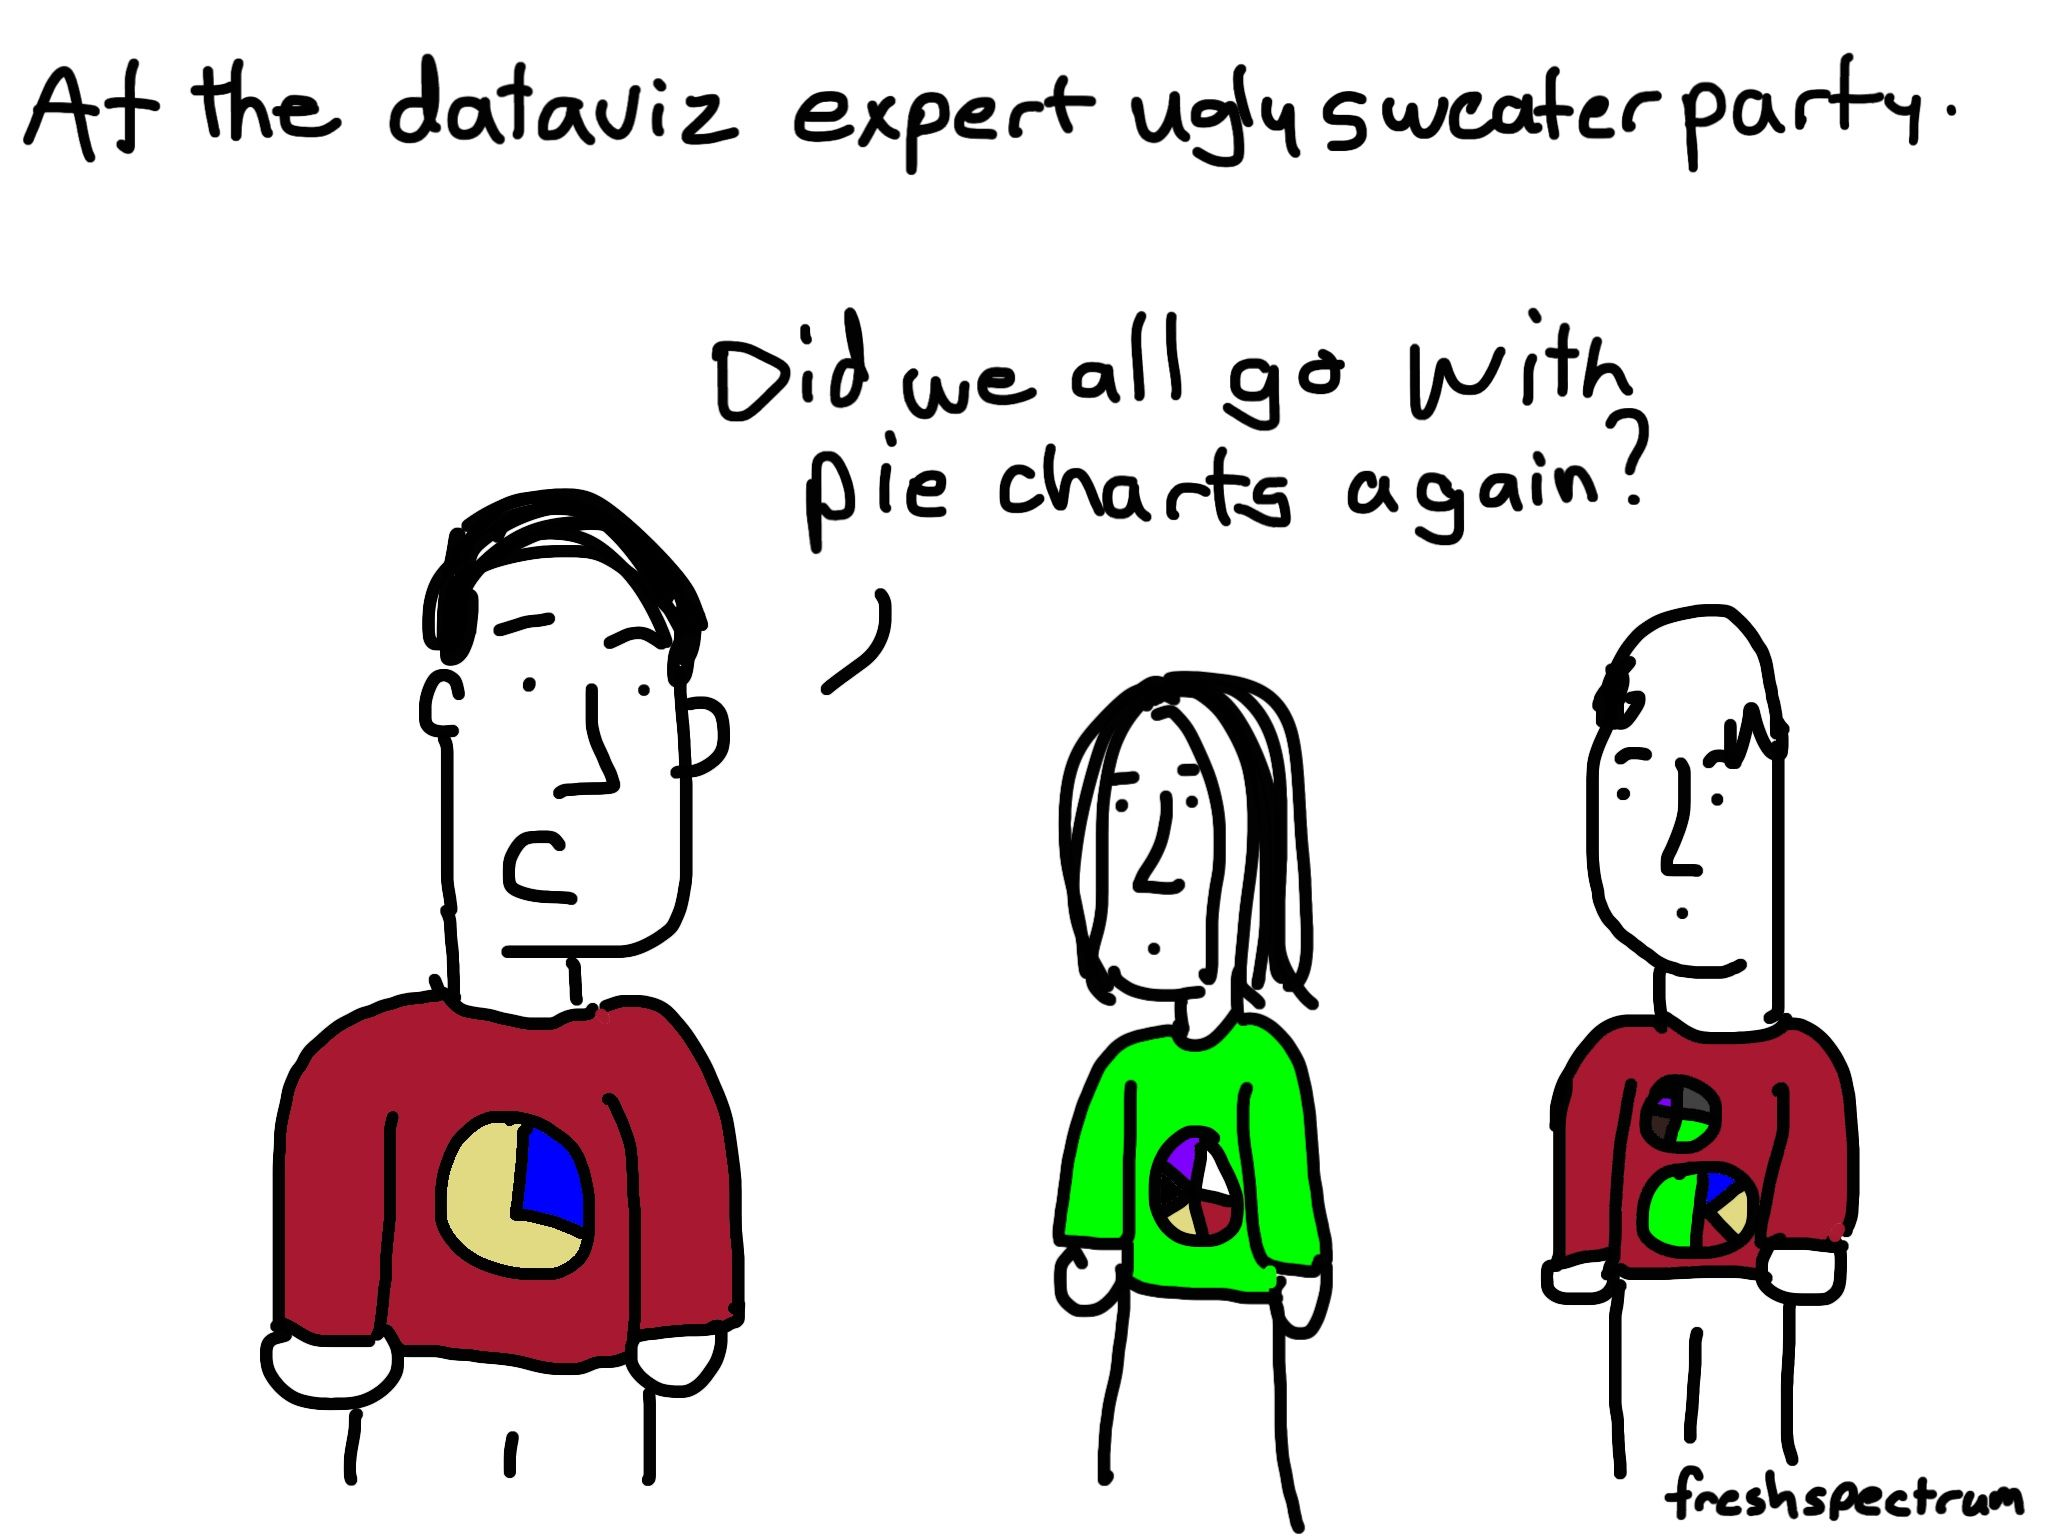 At the dataviz expert ugly sweater party.
Did we all go with
pie charts again?
freshspectrum